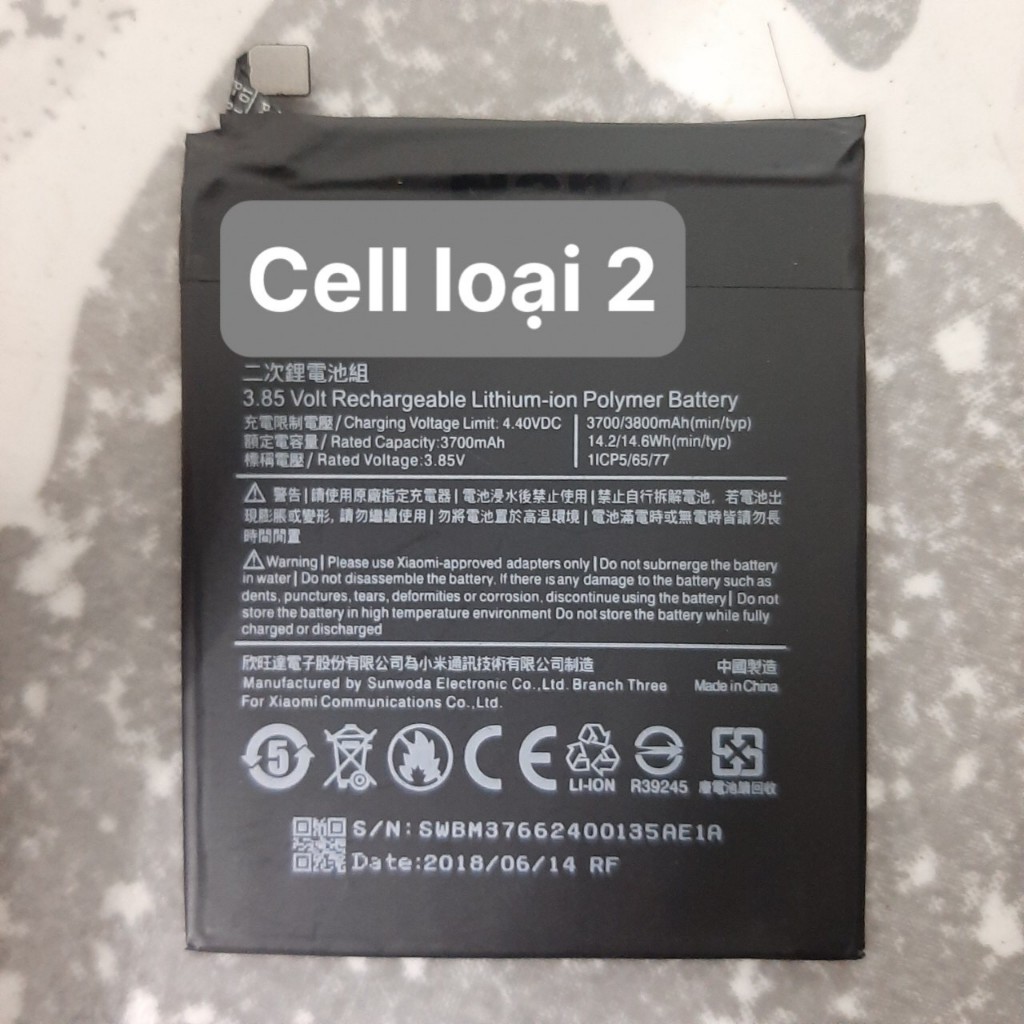 Cell loại 2
二次鋰電池組
3.85 Volt Rechargeable Lithium-ion Polymer Battery
充電限制電壓/Charging Voltage Limit: 4.40VDC
額定電容量/Rated Capacity:3700mAh
標稱電壓/Rated Voltage:3.85V
3700/3800mAh(min/typ)
14.2/14.6Wh(min/typ)
1ICP5/65/77
警告|請使用原廠指定充電器|電池浸水後禁止使用|禁止自行拆解電池，若電池出
現膨脹或變形, 請勿繼續使用|勿將電池置於高溫環境|電池滿電時或無電時皆請勿長
時間閒置
Warning|Please use Xiaomi-approved adapters only|Do not subrnerge the battery
in water|Do not disassemble the battery. If there is any damage to the battery such as
dents, punctures, tears, deformities or corrosion, discontinue using the battery|Do not
store the battery in high temperature environment Do not store the battery while fully
charged or discharged
欣旺達電子股份有限公司為小米通訊技術有限公司制造
Manufactured by Sunwoda Electronic Co.,Ltd. Branch Three
For Xiaomi Communications Co.,Ltd.
中國製造
Made in China
5
CE
LI-ION
R39245
廢電池請回收
S/N:SWBM37662400135AE1A
Date:2018/06/14 RF